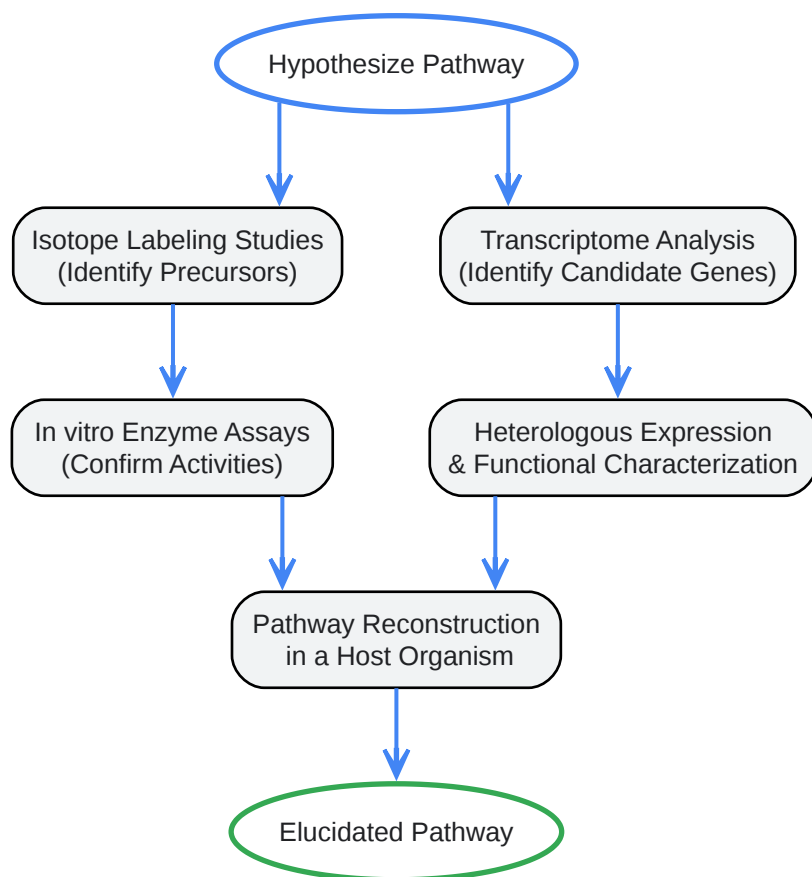 Hypothesize Pathway
Isotope Labeling Studies
(Identify Precursors)
Transcriptome Analysis
(Identify Candidate Genes)
In vitro Enzyme Assays
(Confirm Activities)
Heterologous Expression
& Functional Characterization
Pathway Reconstruction
in a Host Organism
Elucidated Pathway